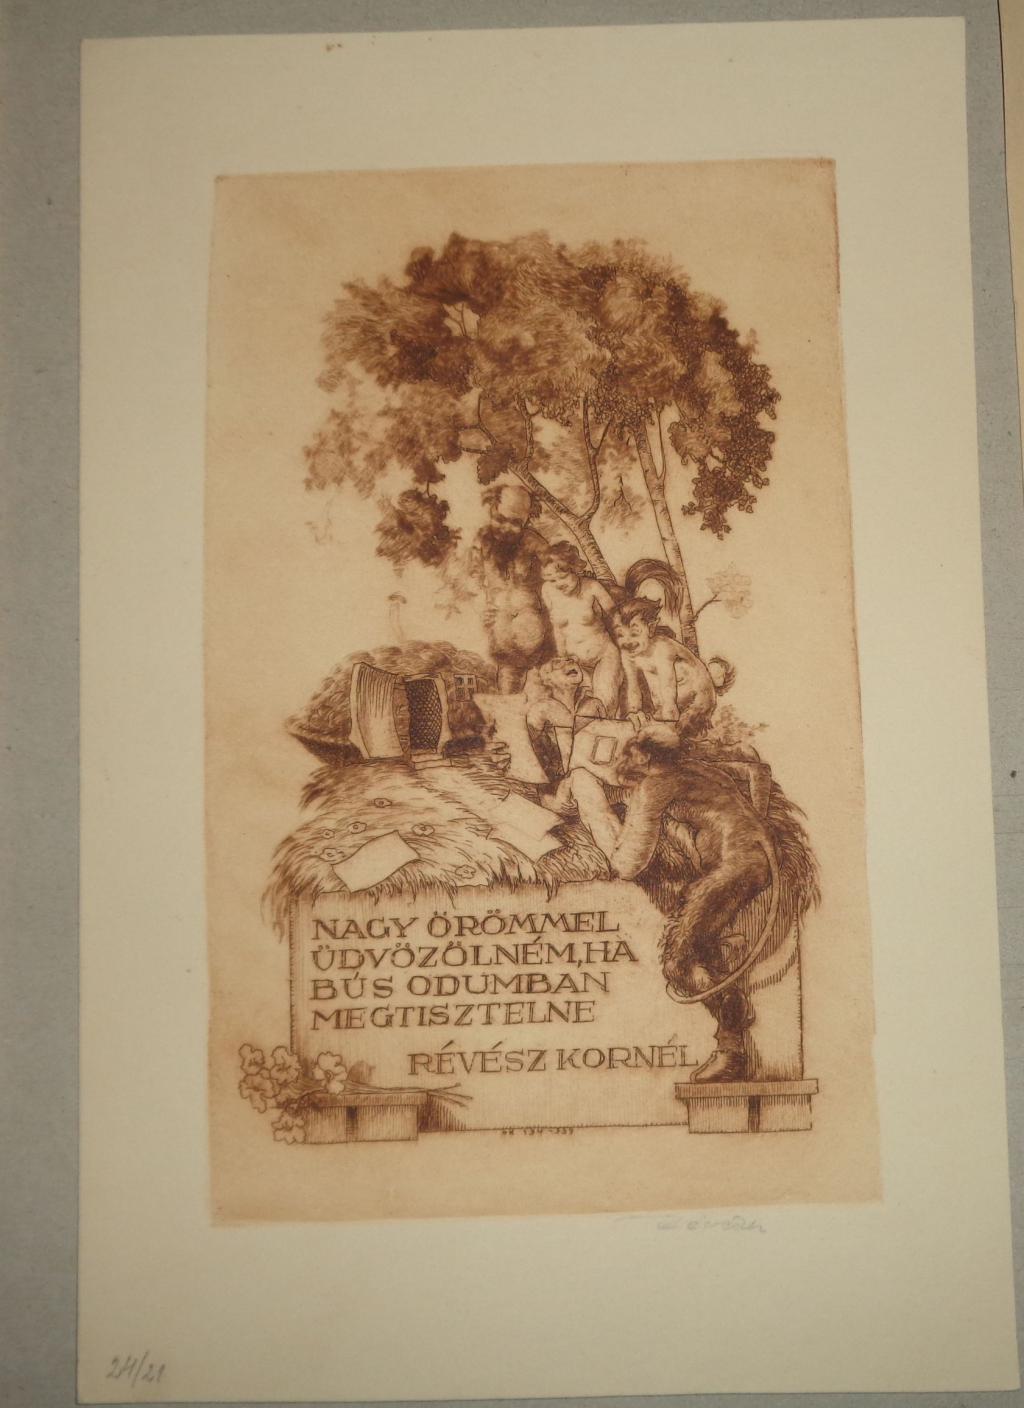 NAGY ÖRÖMMEL
ÜDVÖZÖLNÉM, HA
BÚS ODUMBAN
MEGTISZTELNE
RÉVÉSZ KORNÉL
24/21